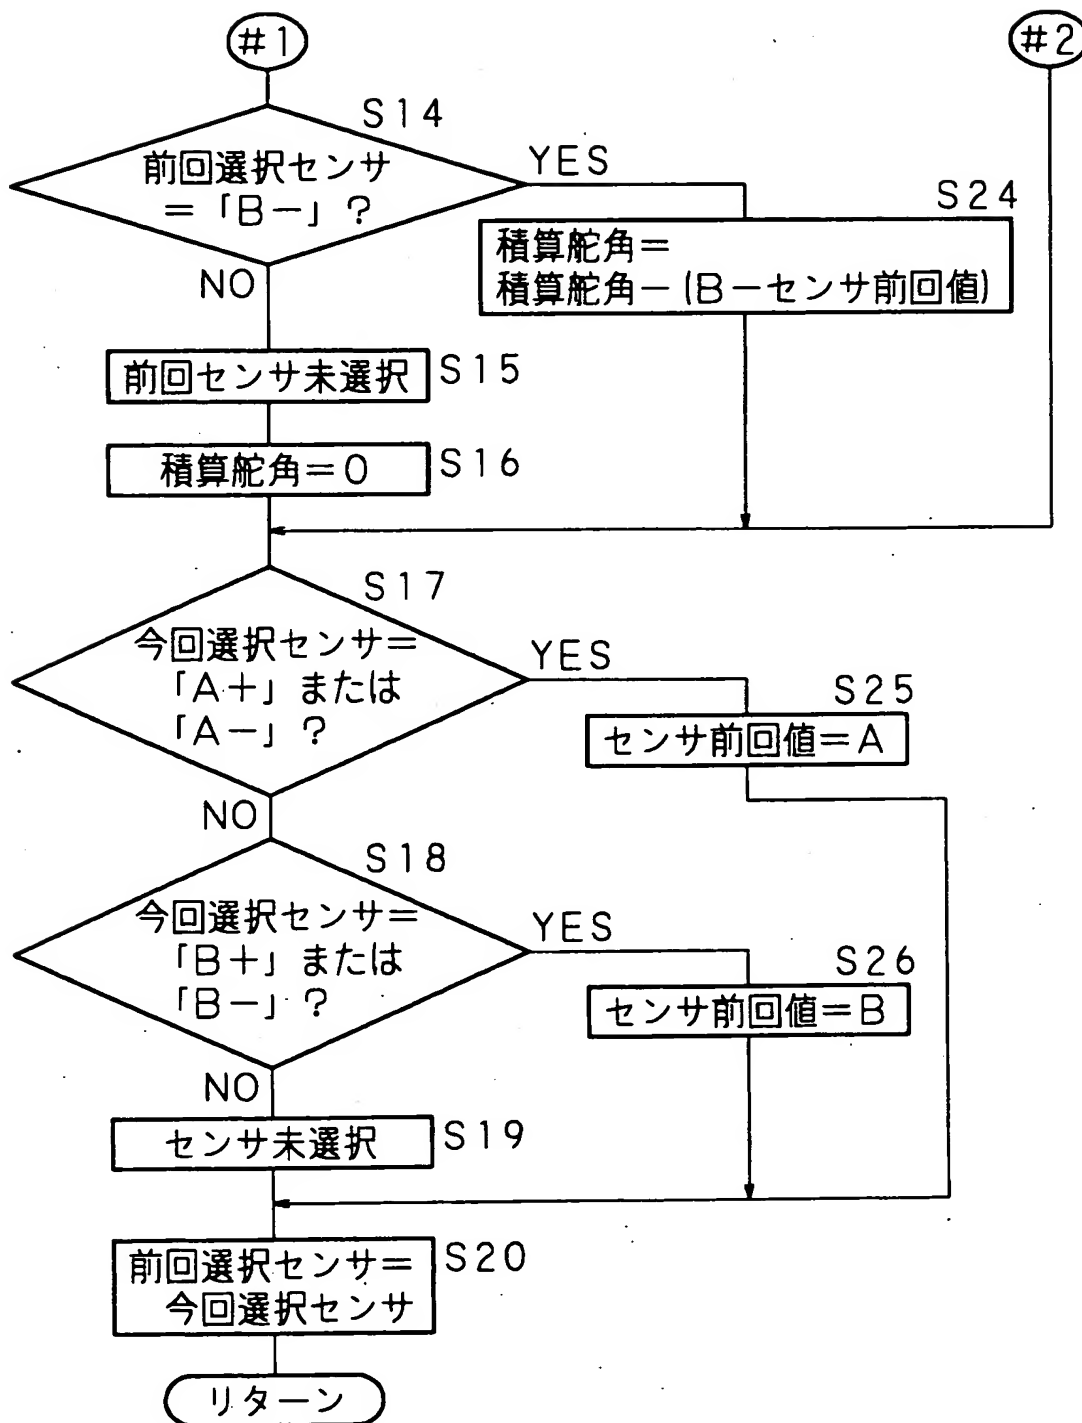 #1
#2
S14
前回選択センサ
=「B−」?
YES
NO
S24
積算舵角=
積算舵角−(B−センサ前回値)
前回センサ未選択
S15
積算舵角=0
S16
S17
今回選択センサ=
「A+」または
「A−」?
YES
NO
S25
センサ前回値=A
S18
今回選択センサ=
「B+」または
「B−」?
YES
NO
S26
センサ前回値=B
センサ未選択
S19
前回選択センサ=
今回選択センサ
S20
リターン